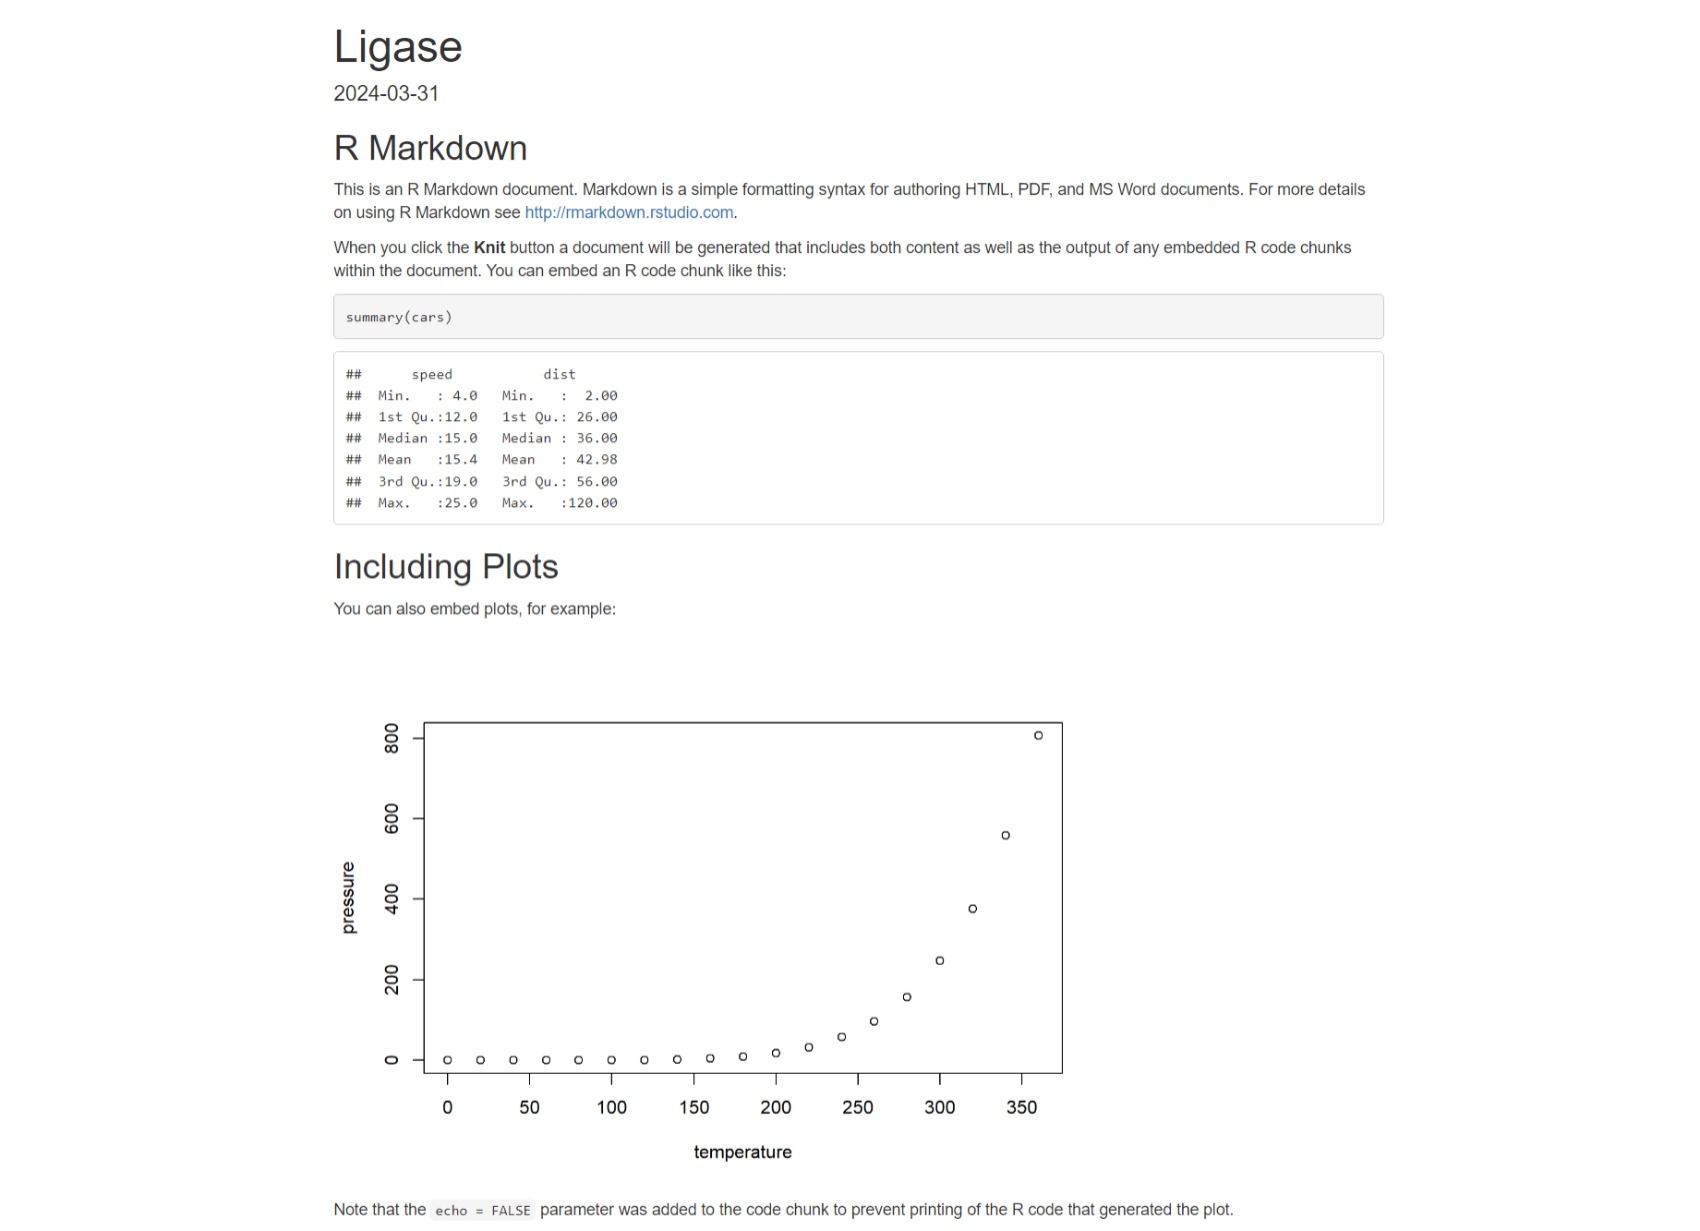 Ligase
2024-03-31
R Markdown
This is an R Markdown document. Markdown is a simple formatting syntax for authoring HTML, PDF, and MS Word documents. For more details
on using R Markdown see http://rmarkdown.rstudio.com.
When you click the Knit button a document will be generated that includes both content as well as the output of any embedded R code chunks
within the document. You can embed an R code chunk like this:
summary(cars)
##      speed           dist
##  Min.   : 4.0   Min.   :  2.00
##  1st Qu.:12.0   1st Qu.: 26.00
##  Median :15.0   Median : 36.00
##  Mean   :15.4   Mean   : 42.98
##  3rd Qu.:19.0   3rd Qu.: 56.00
##  Max.   :25.0   Max.   :120.00
Including Plots
You can also embed plots, for example:
800
600
400
200
0
pressure
0 50 100 150 200 250 300 350
temperature
Note that the echo = FALSE parameter was added to the code chunk to prevent printing of the R code that generated the plot.